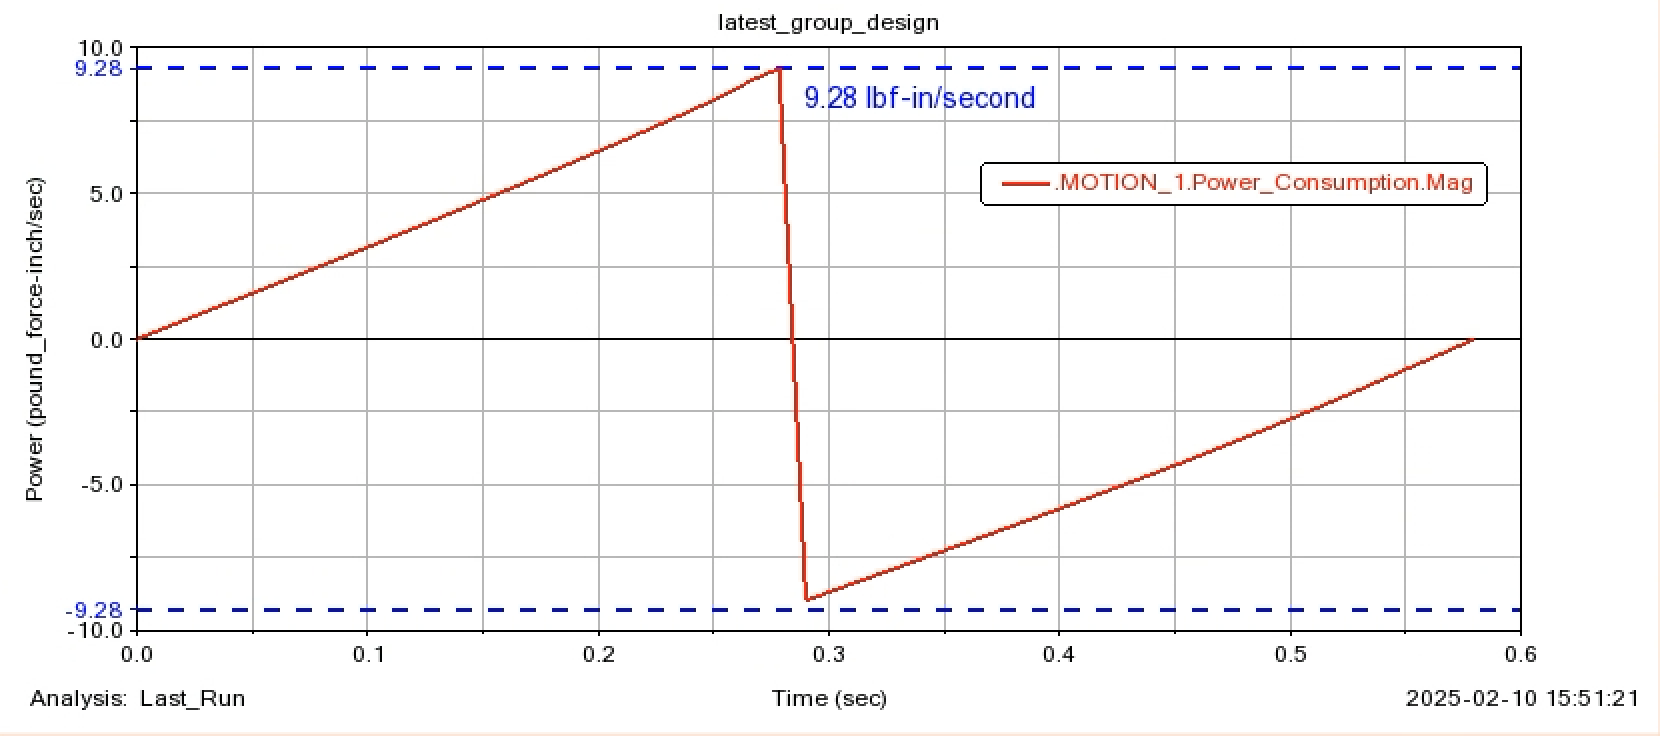 latest_group_design
10.0
9.28
9.28 lbf-in/second
.MOTION_1.Power_Consumption.Mag
5.0
0.0
-5.0
-9.28
-10.0
Power (pound_force-inch/sec)
0.0 0.1 0.2 0.3 0.4 0.5 0.6
Analysis: Last_Run Time (sec) 2025-02-10 15:51:21